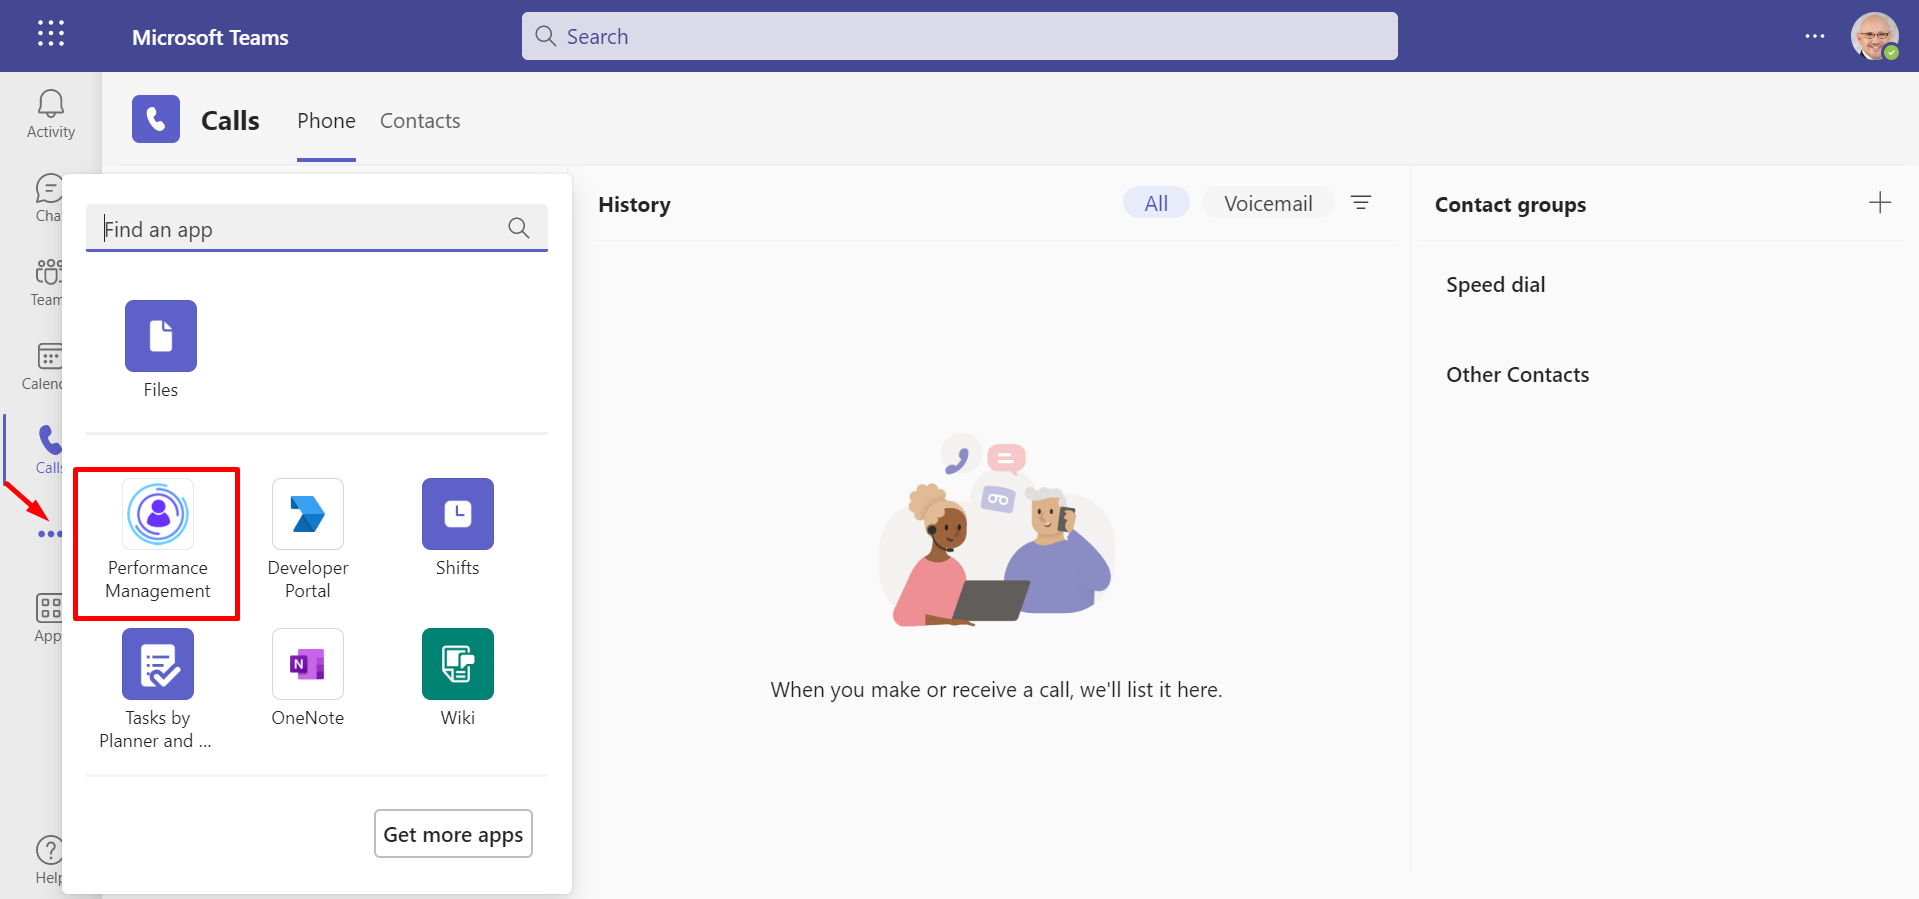 Microsoft Teams
Search
Activity
Calls
Phone
Contacts
Cha
Team
Calend
Calls
App
Help
Find an app
Files
Performance
Management
Developer
Portal
Shifts
Tasks by
Planner and ...
N
OneNote
Wiki
Get more apps
History
All
Voicemail
When you make or receive a call, we'll list it here.
Contact groups
Speed dial
Other Contacts